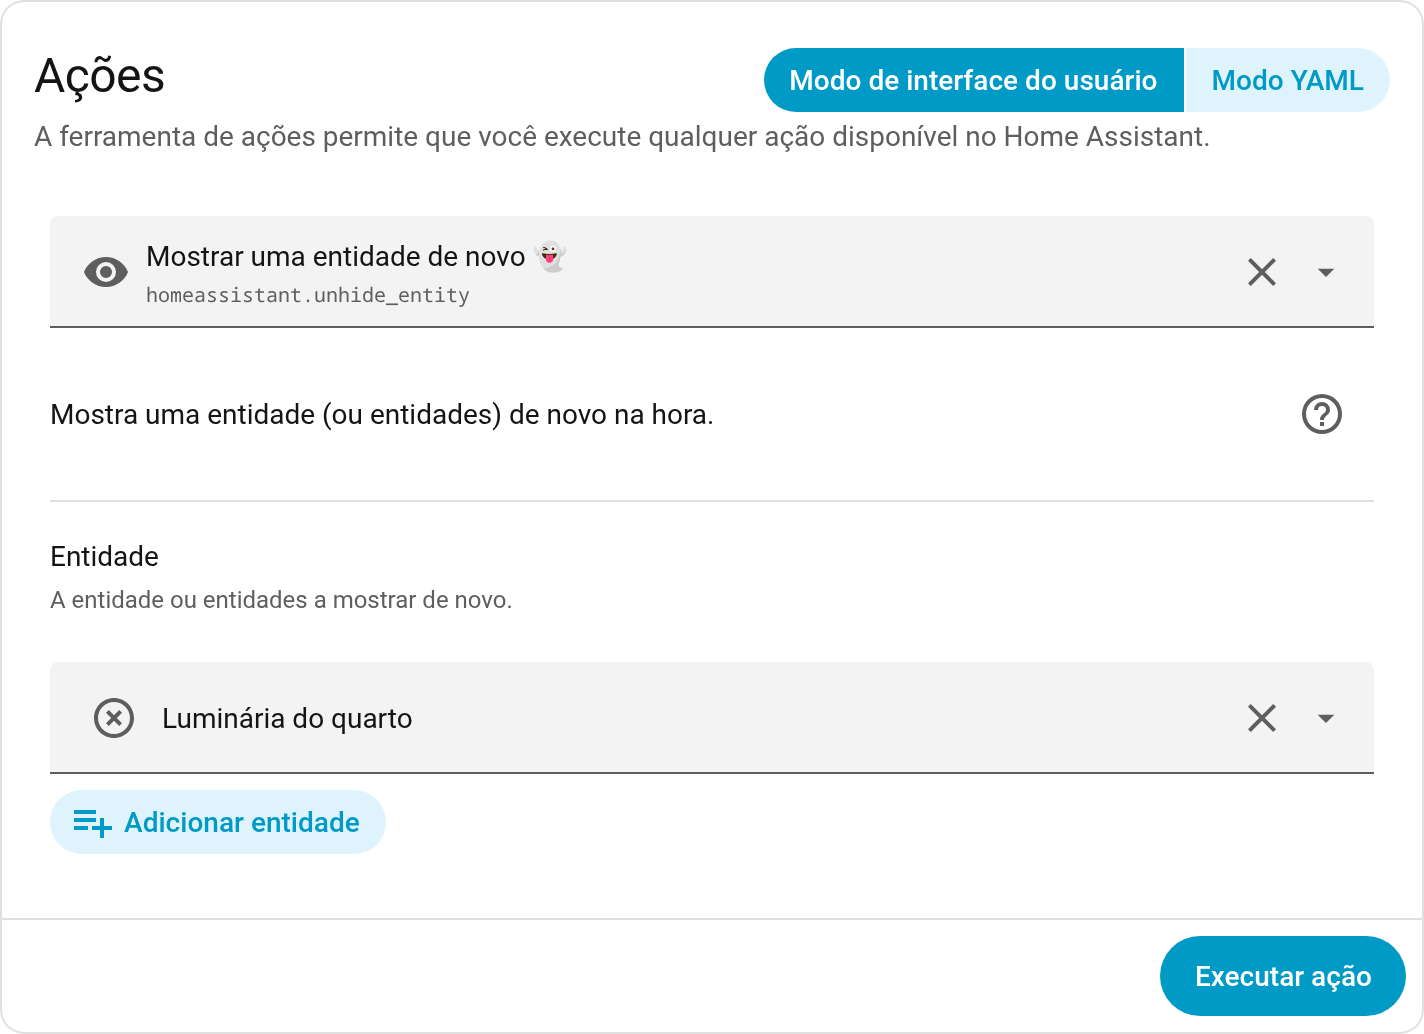 Ações
Modo de interface do usuário
Modo YAML
A ferramenta de ações permite que você execute qualquer ação disponível no Home Assistant.
Mostrar uma entidade de novo 👻
homeassistant.unhide_entity
Mostra uma entidade (ou entidades) de novo na hora.
Entidade
A entidade ou entidades a mostrar de novo.
Luminária do quarto
Adicionar entidade
Executar ação